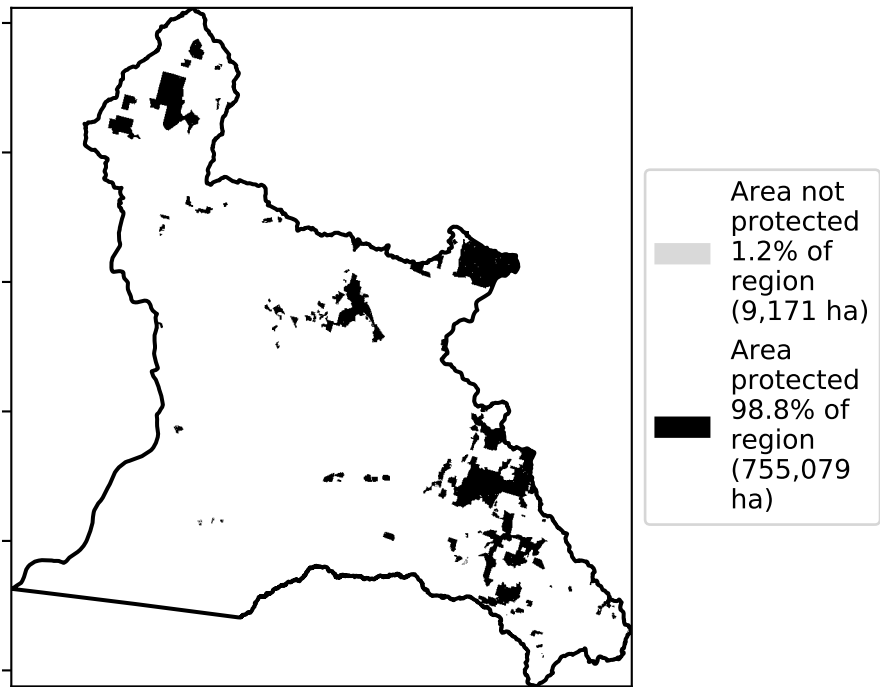 Area not
protected
1.2% of
region
(9,171 ha)
Area
protected
98.8% of
region
(755,079
ha)